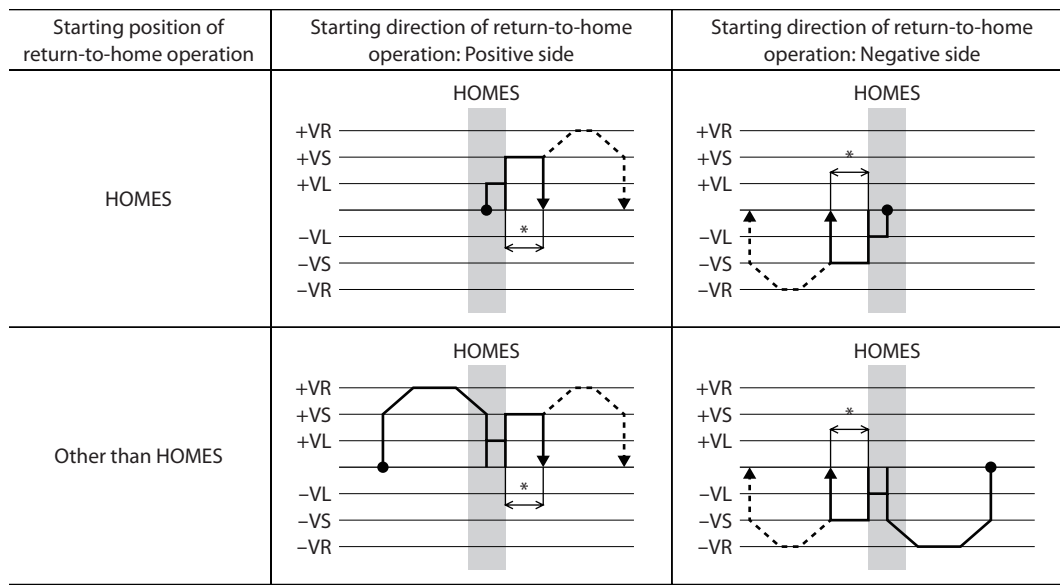 Starting position of
return-to-home operation
Starting direction of return-to-home
operation: Positive side
Starting direction of return-to-home
operation: Negative side
HOMES
HOMES
+VR
+VS
+VL
–VL
–VS
–VR
*
HOMES
+VR
+VS
+VL
–VL
–VS
–VR
*
Other than HOMES
HOMES
+VR
+VS
+VL
–VL
–VS
–VR
*
HOMES
+VR
+VS
+VL
–VL
–VS
–VR
*